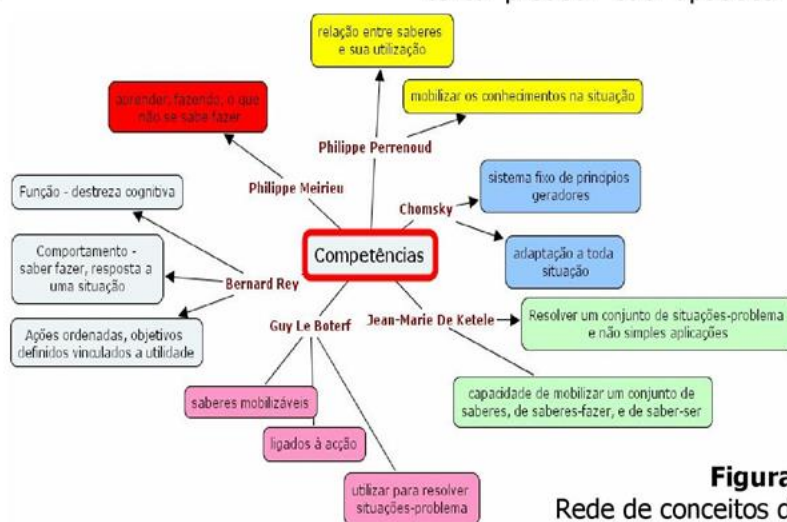 relação entre saberes
e sua utilização
aprender, fazendo, o que
não se sabe fazer
mobilizar os conhecimentos na situação
Philippe Perrenoud
Philippe Meirieu
sistema fixo de princípios
geradores
Função - destreza cognitiva
Chomsky
Comportamento -
saber fazer, resposta a
uma situação
Competências
adaptação a toda
situação
Bernard Rey
Ações ordenadas, objetivos
definidos vinculados a utilidade
Guy Le Boterf
Jean-Marie De Ketele
Resolver um conjunto de situações-problema
e não simples aplicações
saberes mobilizáveis
ligados à acção
capacidade de mobilizar um conjunto de
saberes, de saberes-fazer, e de saber-ser
utilizar para resolver
situações-problema
Figura
Rede de conceitos d